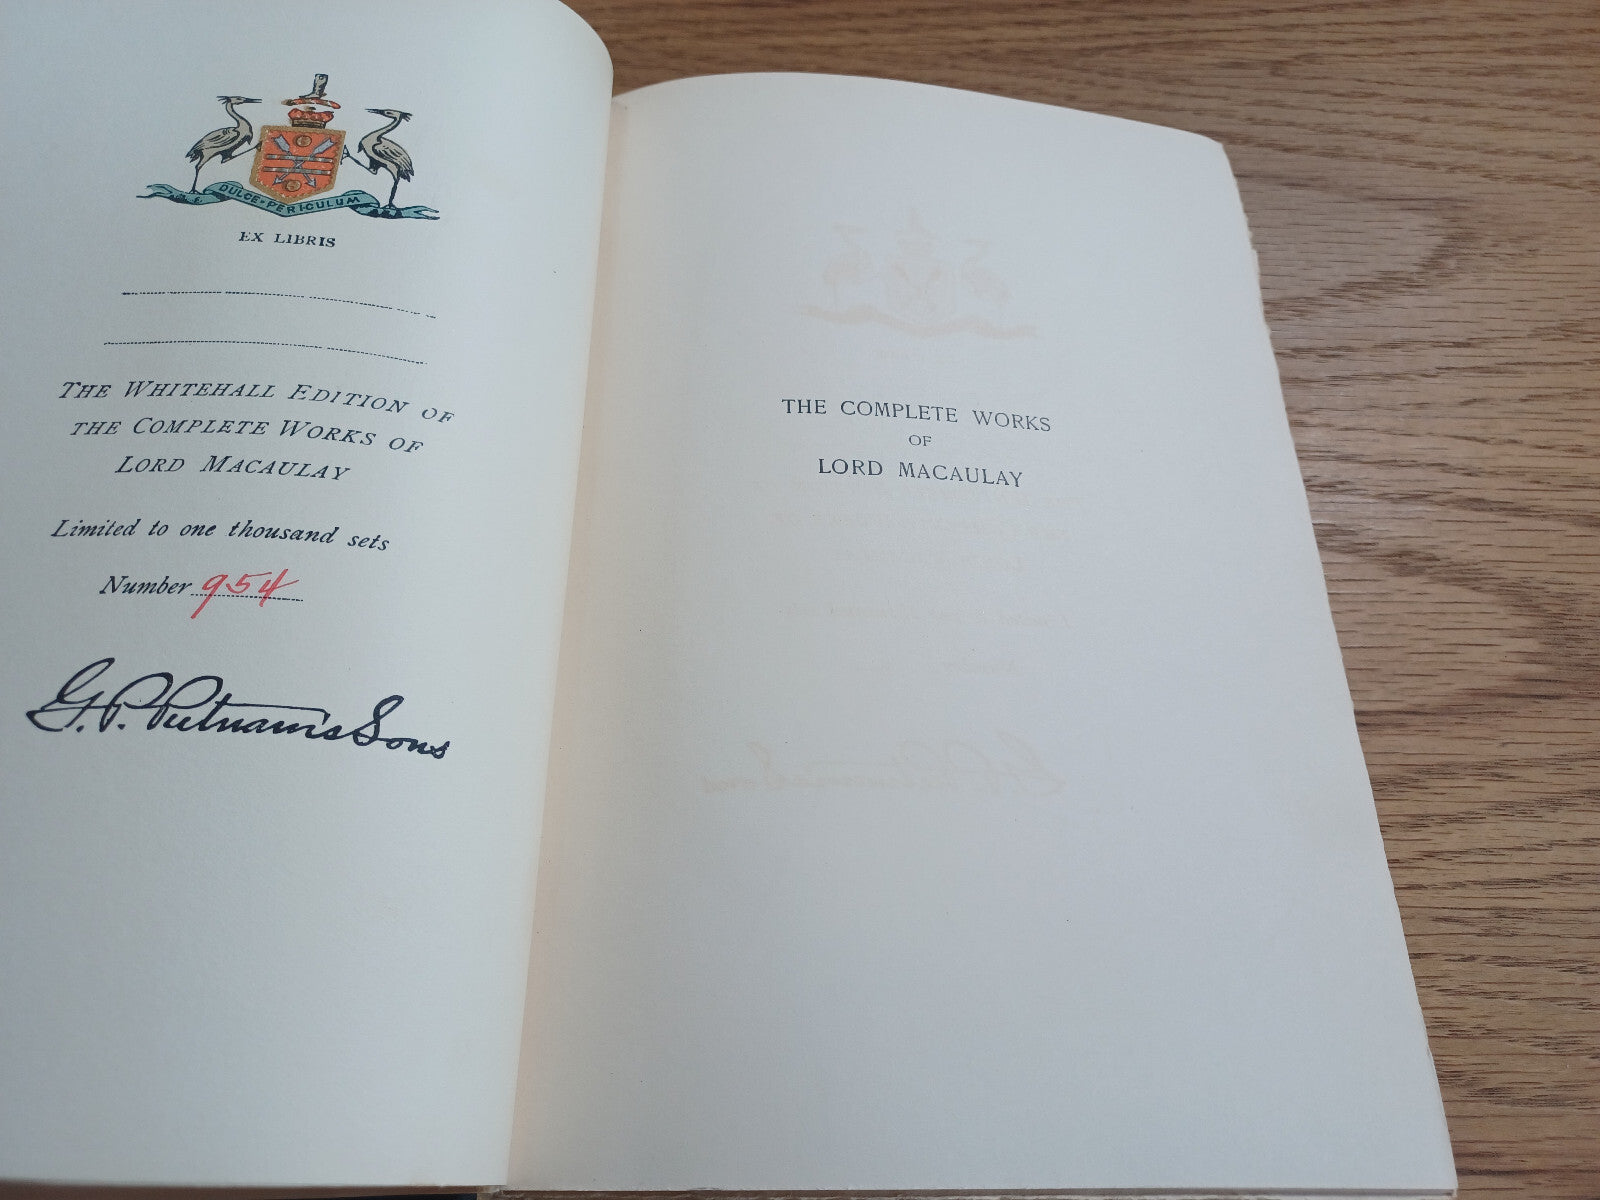 DULCE·PERICULUM
EX LIBRIS
THE WHITEHALL EDITION OF
THE COMPLETE WORKS OF
LORD MACAULAY
Limited to one thousand sets
Number 954
G. P. Putnam's Sons
THE COMPLETE WORKS
OF
LORD MACAULAY